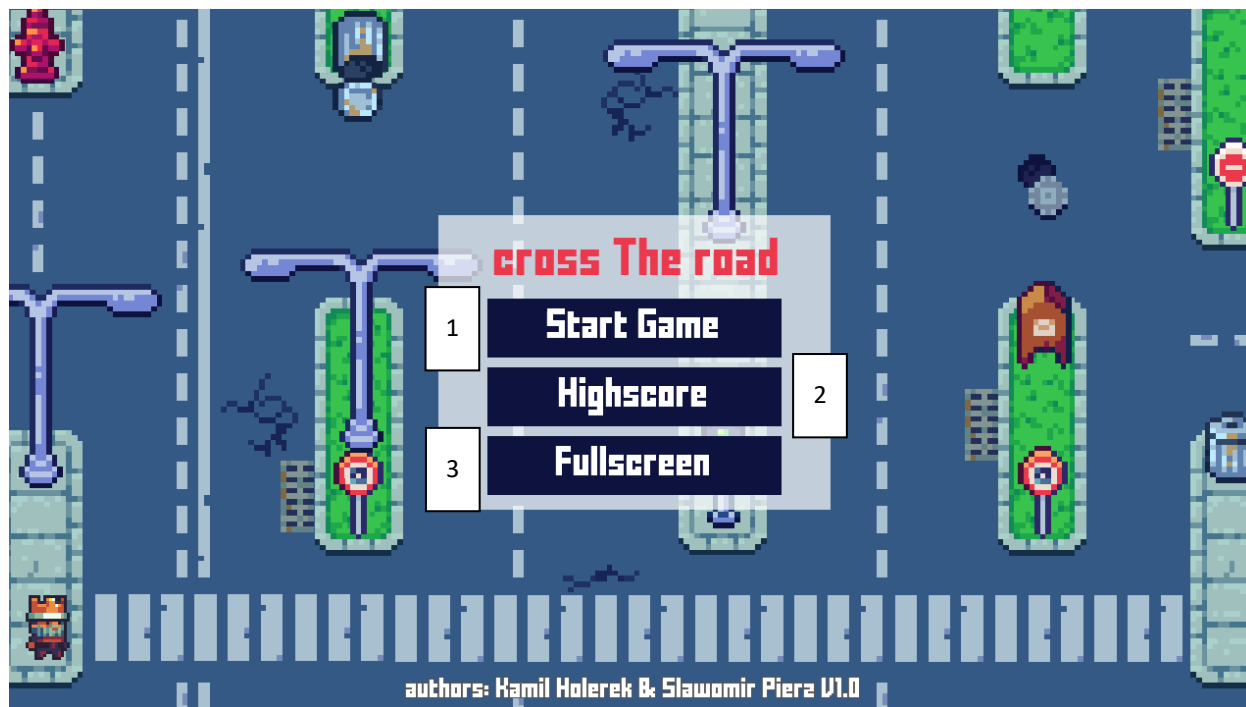 cross The road
1
Start Game
Highscore
2
3
Fullscreen
authors: Kamil Holerek & Slawomir Pierz V1.0